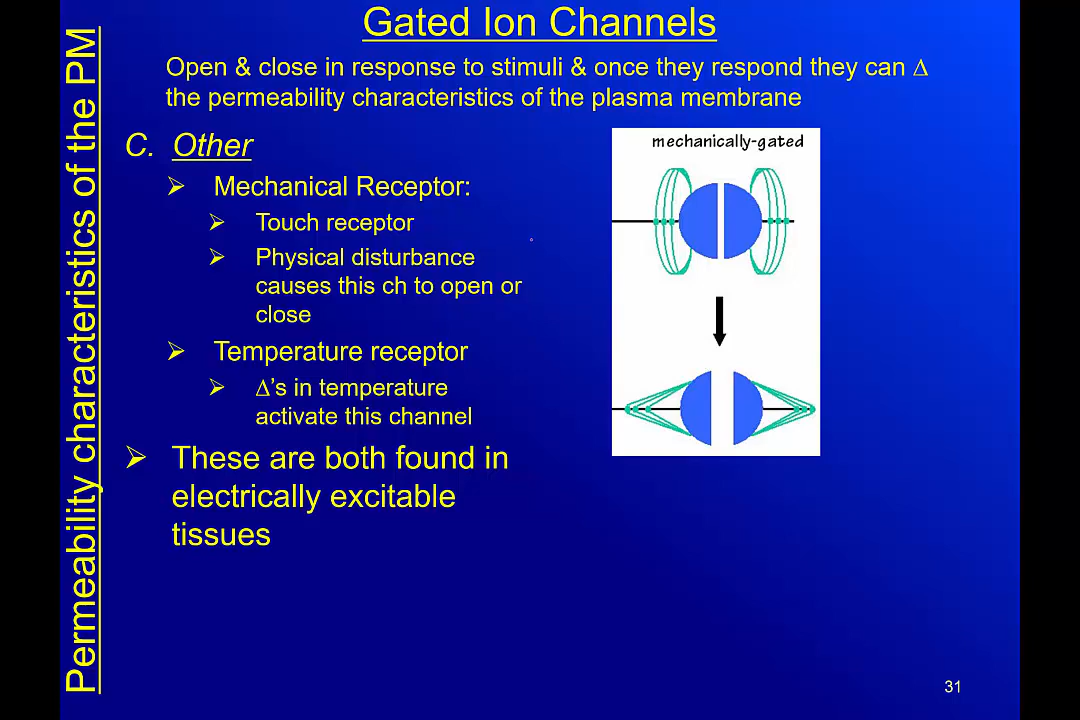 Permeability characteristics of the PM
Gated Ion Channels
Open & close in response to stimuli & once they respond they can Δ
the permeability characteristics of the plasma membrane
C. Other
➢ Mechanical Receptor:
➢ Touch receptor
➢ Physical disturbance
causes this ch to open or
close
➢ Temperature receptor
➢ Δ’s in temperature
activate this channel
➢ These are both found in
electrically excitable
tissues
mechanically-gated
31